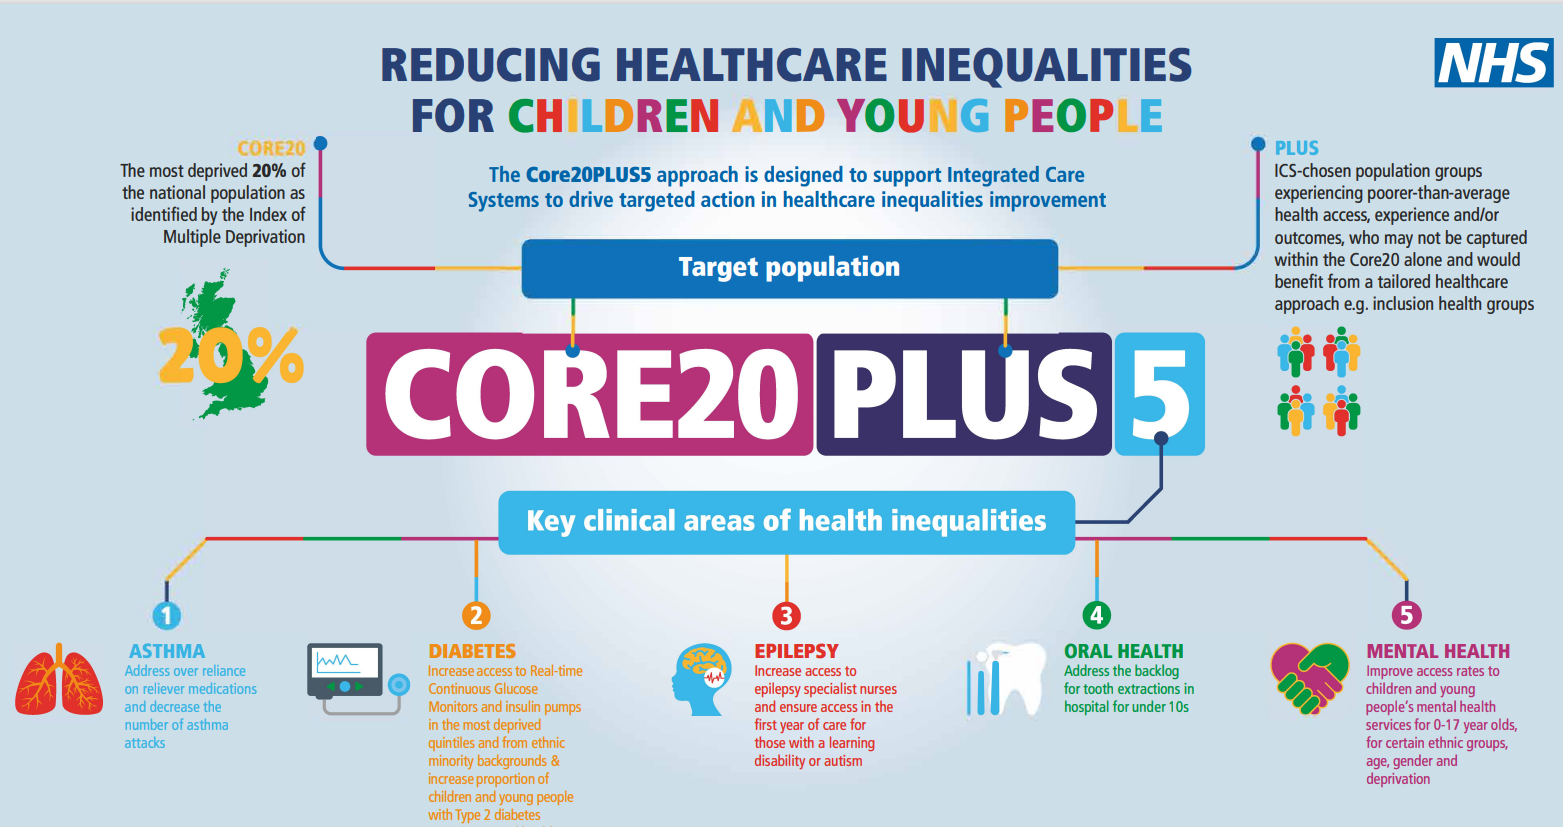 REDUCING HEALTHCARE INEQUALITIES
FOR CHILDREN AND YOUNG PEOPLE
NHS
CORE20
The most deprived 20% of
the national population as
identified by the Index of
Multiple Deprivation
20%
The Core20PLUS5 approach is designed to support Integrated Care
Systems to drive targeted action in healthcare inequalities improvement
PLUS
ICS-chosen population groups
experiencing poorer-than-average
health access, experience and/or
outcomes, who may not be captured
within the Core20 alone and would
benefit from a tailored healthcare
approach e.g. inclusion health groups
Target population
CORE20 PLUS 5
Key clinical areas of health inequalities
1
ASTHMA
Address over reliance
on reliever medications
and decrease the
number of asthma
attacks
2
DIABETES
Increase access to Real-time
Continuous Glucose
Monitors and insulin pumps
in the most deprived
quintiles and from ethnic
minority backgrounds &
increase proportion of
children and young people
with Type 2 diabetes
3
EPILEPSY
Increase access to
epilepsy specialist nurses
and ensure access in the
first year of care for
those with a learning
disability or autism
4
ORAL HEALTH
Address the backlog
for tooth extractions in
hospital for under 10s
5
MENTAL HEALTH
Improve access rates to
children and young
people's mental health
services for 0-17 year olds,
for certain ethnic groups,
age, gender and
deprivation